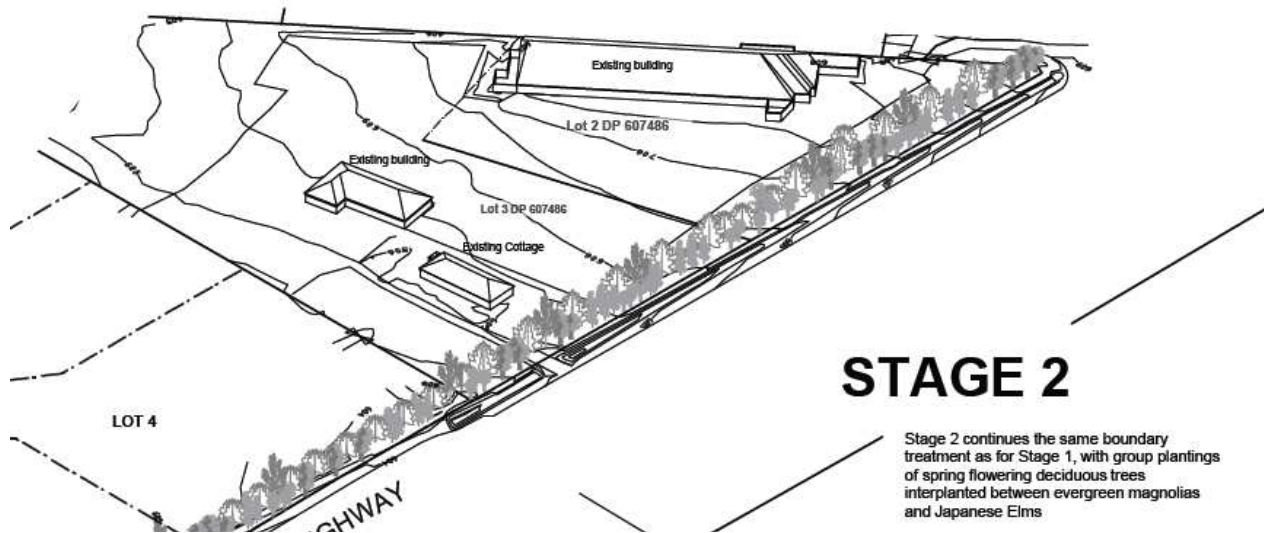 Existing building
Lot 2 DP 607486
Existing building
Lot 3 DP 607486
Existing Cottage
LOT 4
STAGE 2
Stage 2 continues the same boundary
treatment as for Stage 1, with group plantings
of spring flowering deciduous trees
interplanted between evergreen magnolias
and Japanese Elms
GHWAY